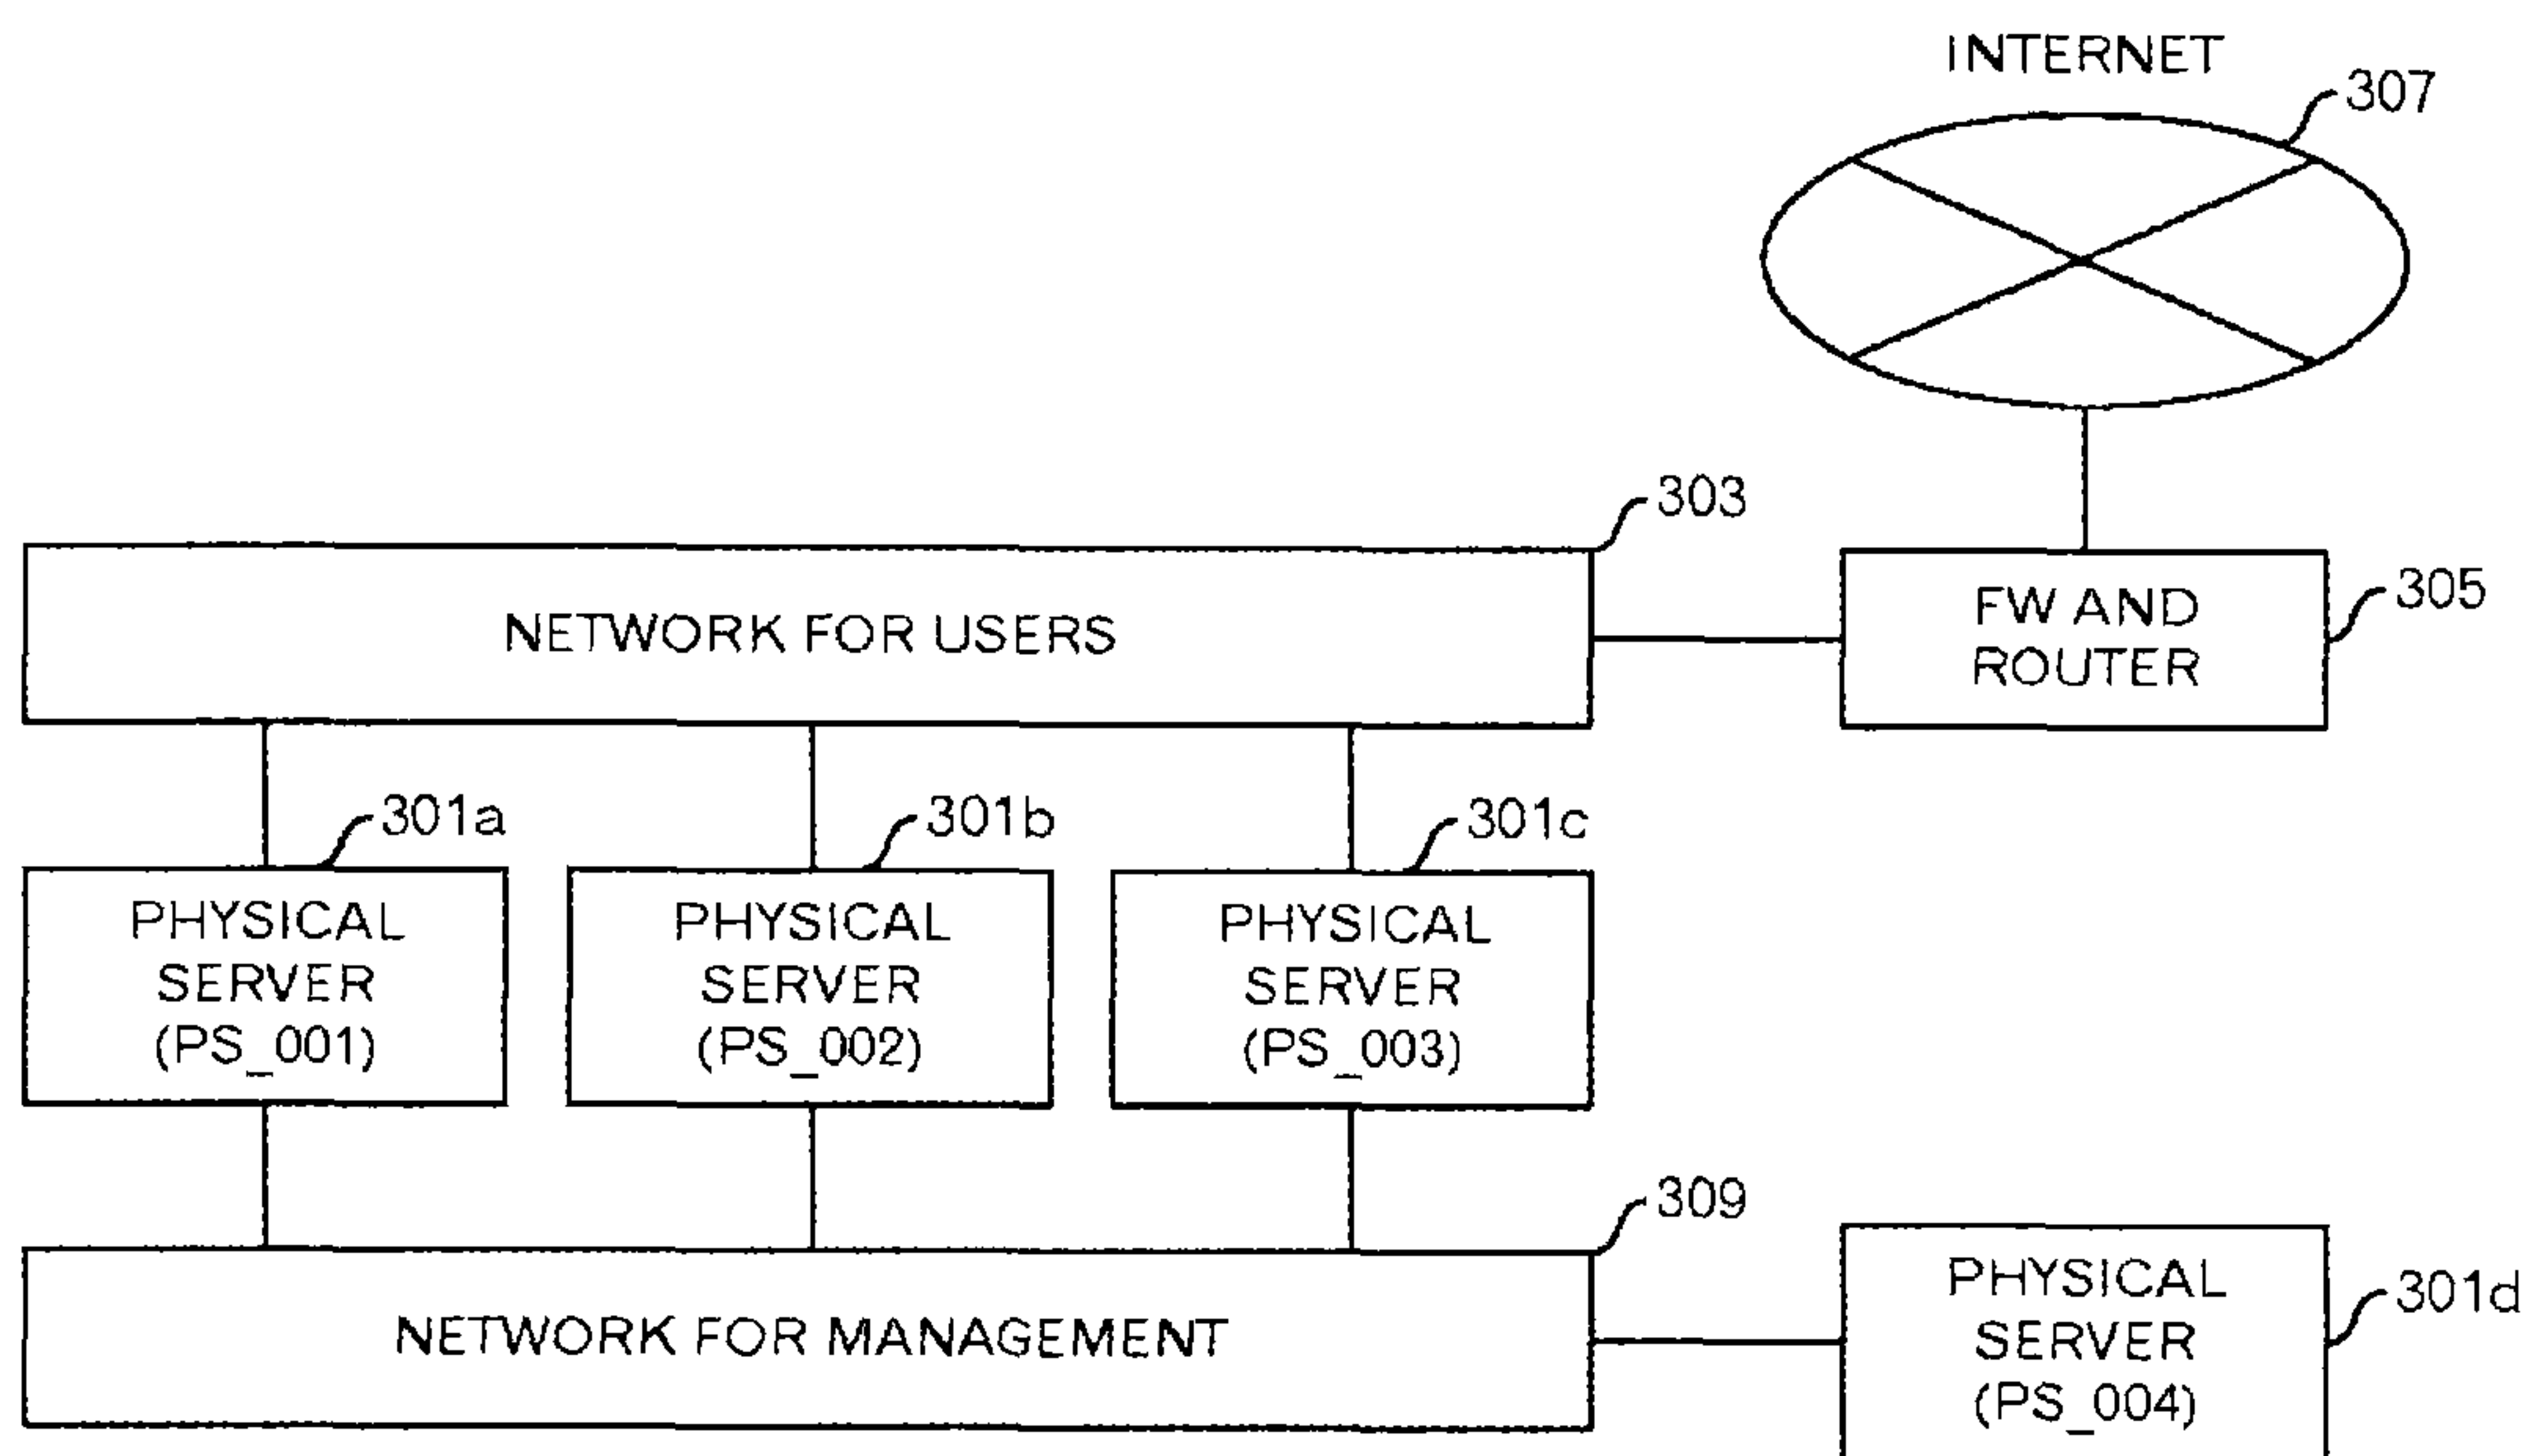 INTERNET
307
303
NETWORK FOR USERS
FW AND
ROUTER
305
301a
301b
301c
PHYSICAL
SERVER
(PS_001)
PHYSICAL
SERVER
(PS_002)
PHYSICAL
SERVER
(PS_003)
309
NETWORK FOR MANAGEMENT
PHYSICAL
SERVER
(PS_004)
301d